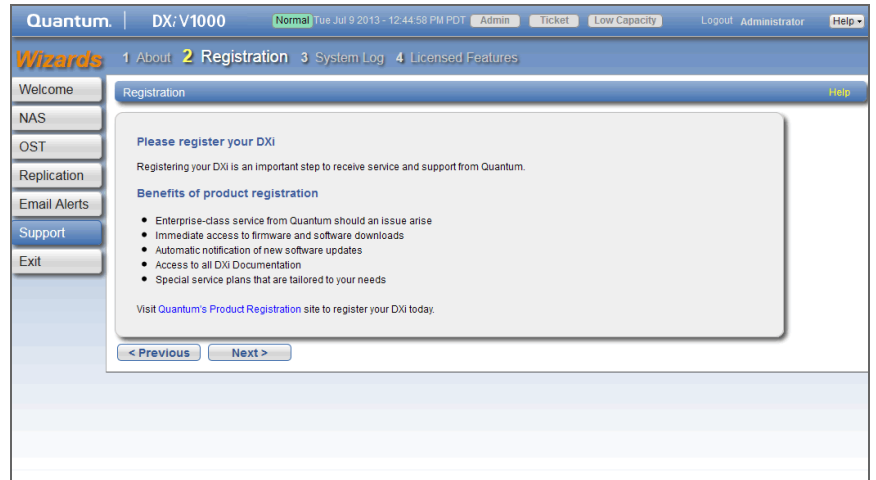 Quantum. DXi V1000 Normal Tue Jul 9 2013 - 12:44:58 PM PDT Admin Ticket Low Capacity Logout Administrator Help
Wizards 1 About 2 Registration 3 System Log 4 Licensed Features
Welcome
NAS
OST
Replication
Email Alerts
Support
Exit
Registration Help
Please register your DXi
Registering your DXi is an important step to receive service and support from Quantum.
Benefits of product registration
• Enterprise-class service from Quantum should an issue arise
• Immediate access to firmware and software downloads
• Automatic notification of new software updates
• Access to all DXi Documentation
• Special service plans that are tailored to your needs
Visit Quantum's Product Registration site to register your DXi today.
< Previous Next >